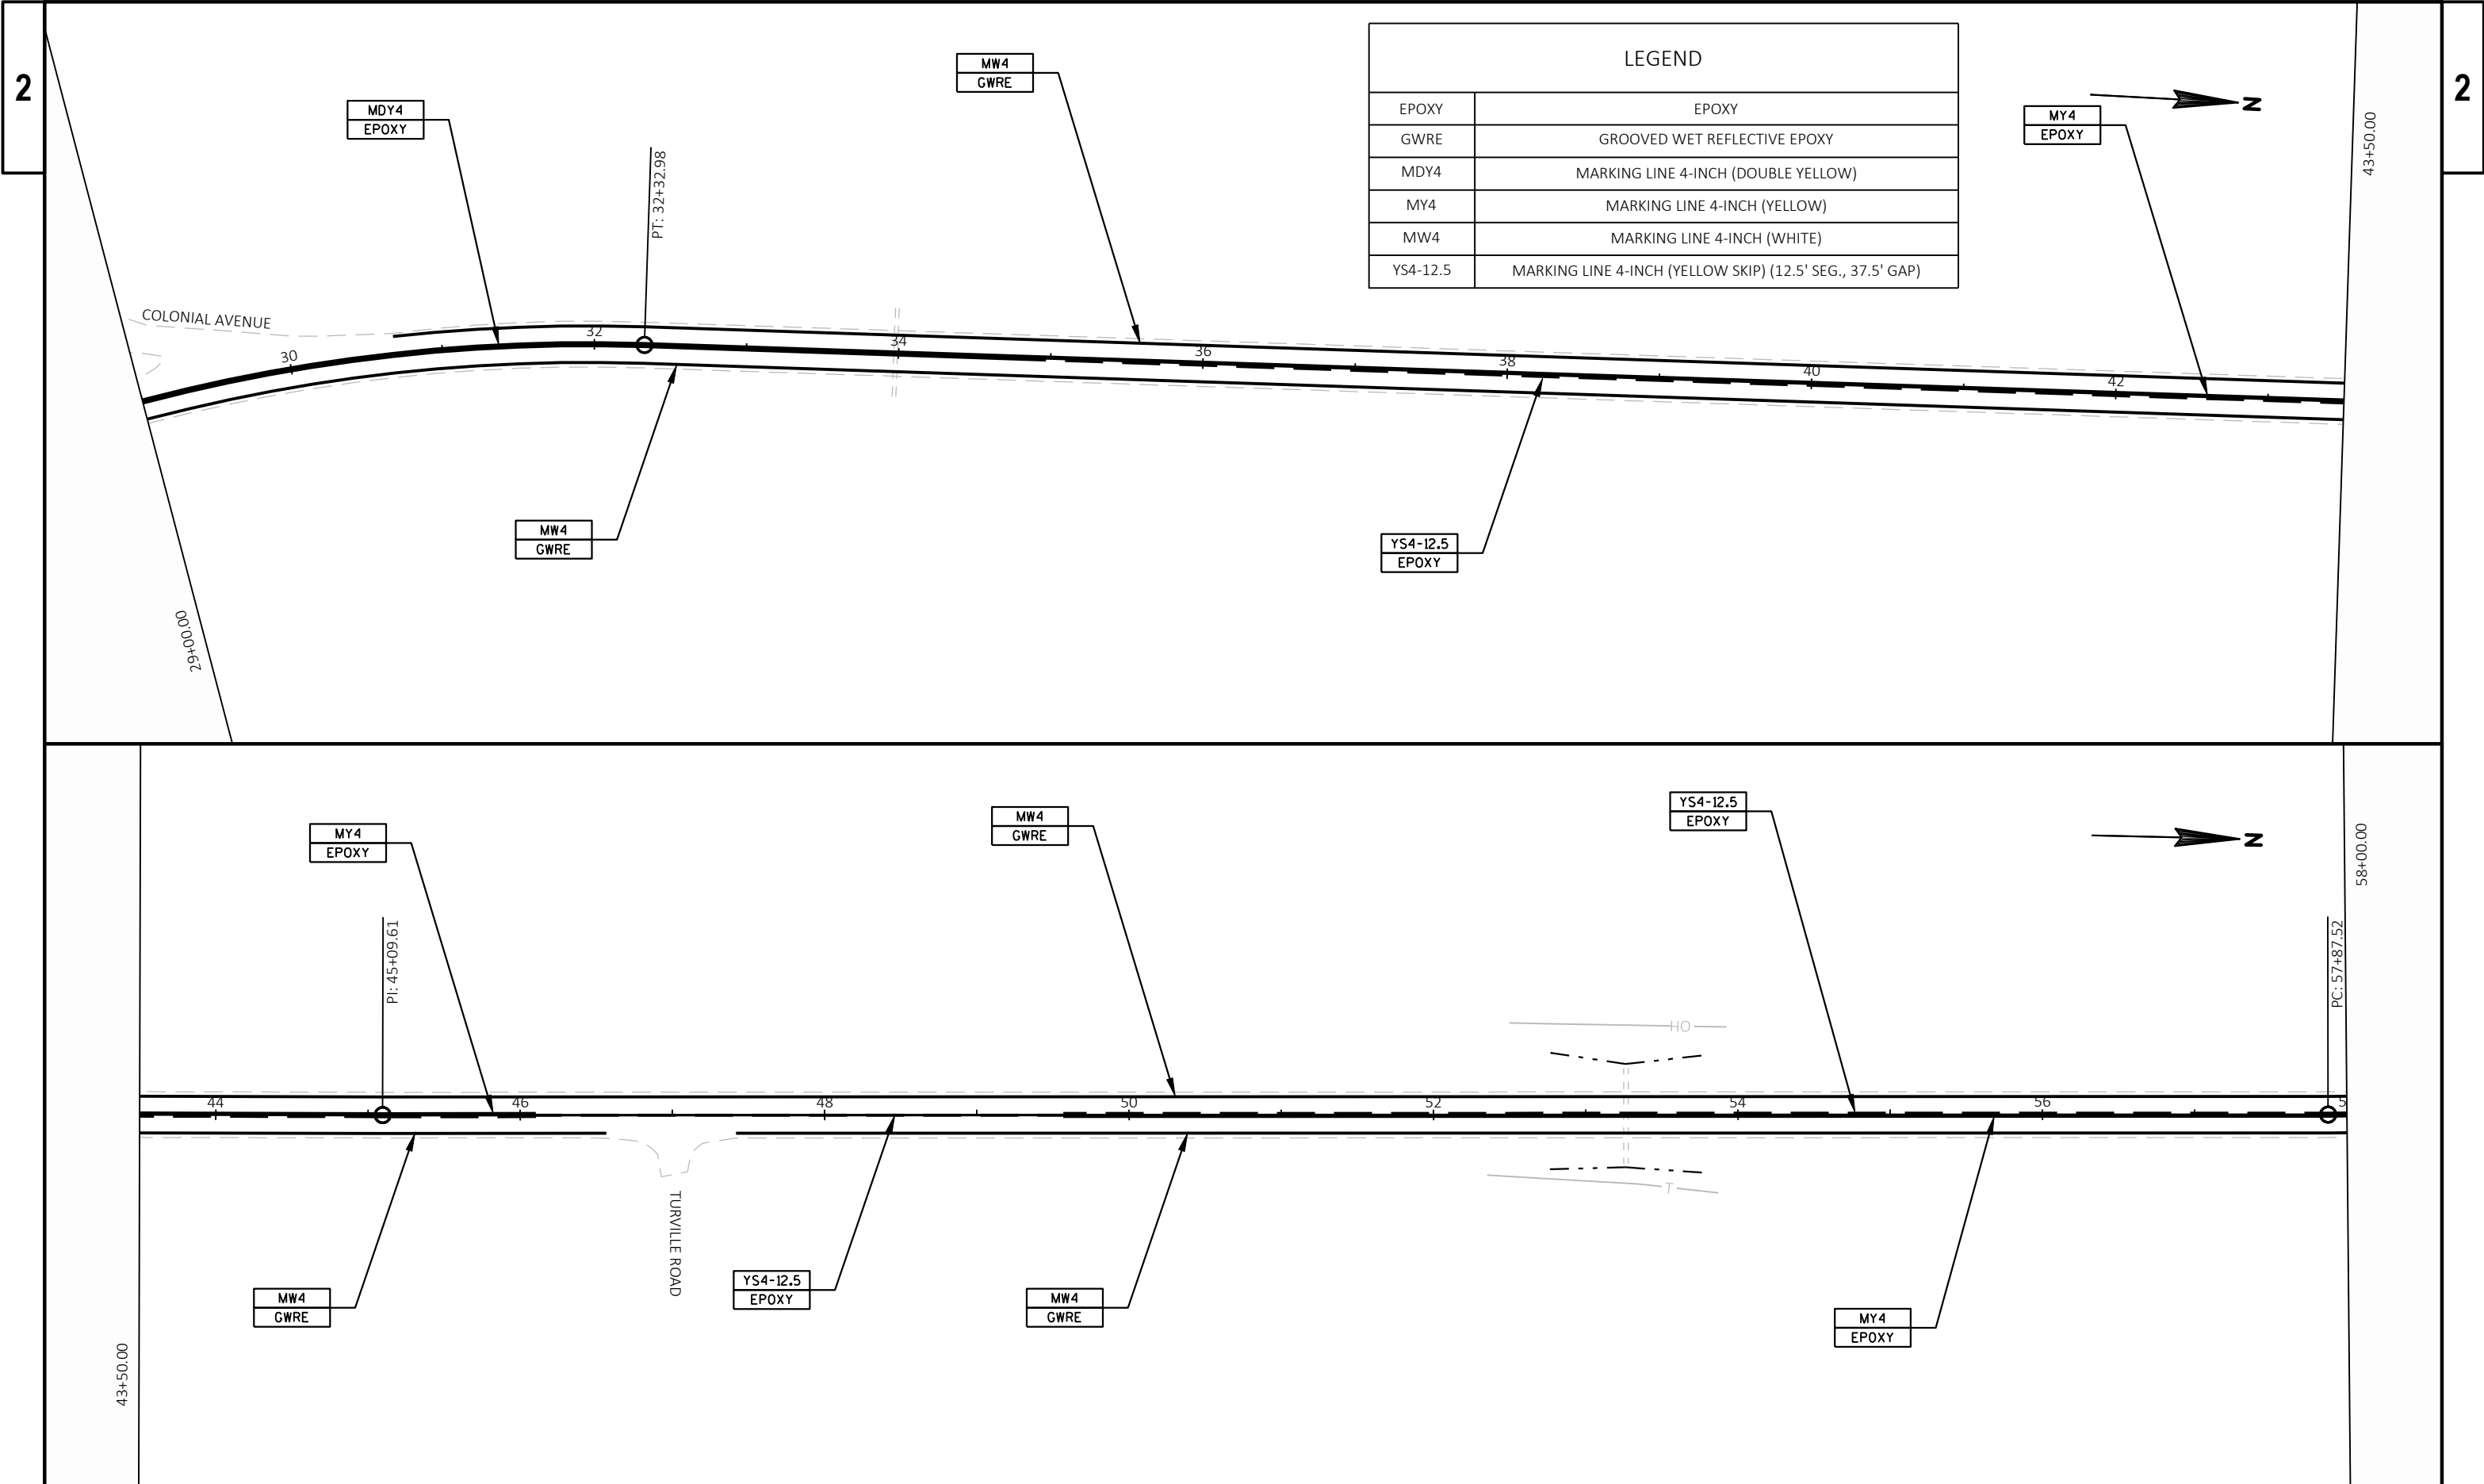 2
2
LEGEND
EPOXY EPOXY
GWRE GROOVED WET REFLECTIVE EPOXY
MDY4 MARKING LINE 4-INCH (DOUBLE YELLOW)
MY4 MARKING LINE 4-INCH (YELLOW)
MW4 MARKING LINE 4-INCH (WHITE)
YS4-12.5 MARKING LINE 4-INCH (YELLOW SKIP) (12.5' SEG., 37.5' GAP)
MW4
GWRE
MDY4
EPOXY
MY4
EPOXY
N
43+50.00
PT: 32+32.98
COLONIAL AVENUE
30
32
34
36
38
40
42
MW4
GWRE
YS4-12.5
EPOXY
29+00.00
YS4-12.5
EPOXY
MW4
GWRE
MY4
EPOXY
N
58+00.00
PI: 45+09.61
PC: 57+87.52
OH
44
46
48
50
52
54
56
5
T
TURVILLE ROAD
YS4-12.5
EPOXY
MW4
GWRE
MW4
GWRE
MY4
EPOXY
43+50.00